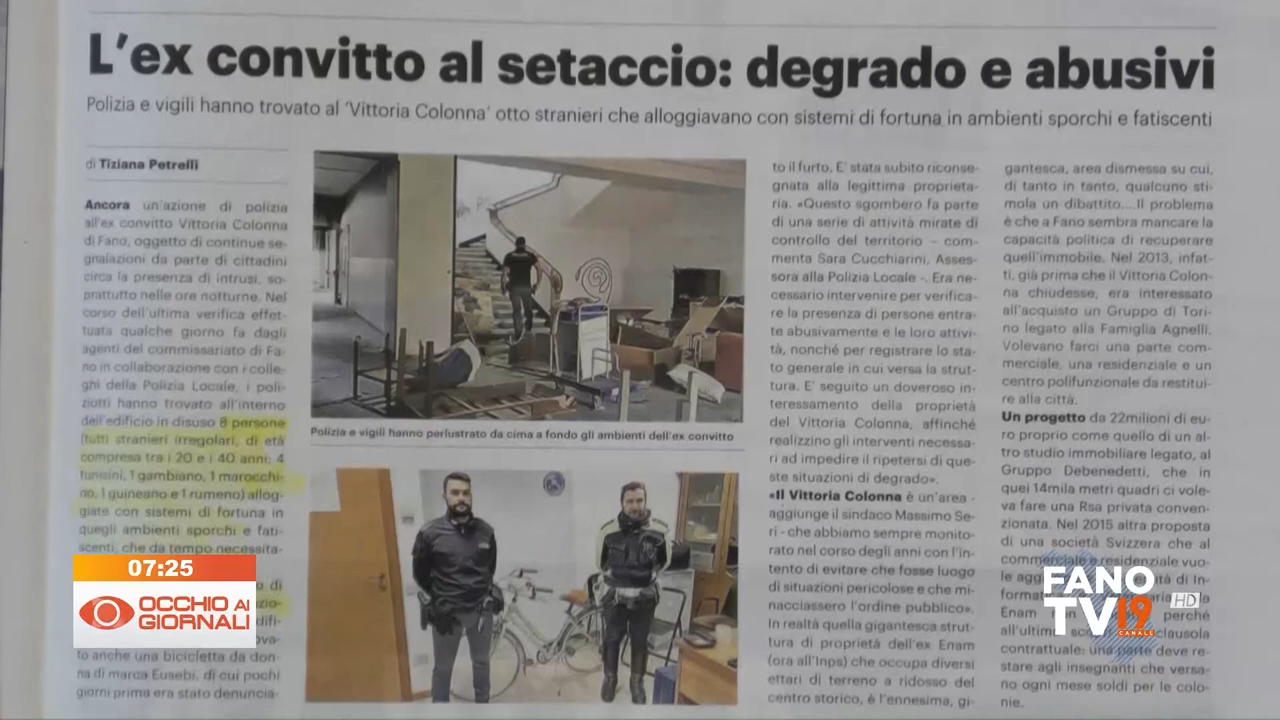 L'ex convitto al setaccio: degrado e abusivi
Polizia e vigili hanno trovato al 'Vittoria Colonna' otto stranieri che alloggiavano con sistemi di fortuna in ambienti sporchi e fatiscenti
di Tiziana Petrelli
Ancora un'azione di polizia
all'ex convitto Vittoria Colonna
di Fano, oggetto di continue se-
gnalazioni da parte di cittadini
circa la presenza di intrusi, so-
prattutto nelle ore notturne. Nel
corso dell'ultima verifica effet-
tuata qualche giorno fa dagli
agenti del commissariato di Fa-
no in collaborazione con i colle-
ghi della Polizia Locale, i poli-
ziotti hanno trovato all'interno
dell'edificio in disuso 8 persone
(tutti stranieri irregolari, di età
compresa tra i 20 e i 40 anni; 4
tunisini, 1 gambiano, 1 marocchi-
no, 1 guineano e 1 rumeno) allog-
giate con sistemi di fortuna in
quegli ambienti sporchi e fati-
scenti, che da tempo necessita-
to anche una bicicletta da don-
na di marca Eusebi, di cui pochi
giorni prima era stato denuncia-
Polizia e vigili hanno perlustrato da cima a fondo gli ambienti dell'ex convitto
to il furto. E' stata subito riconse-
gnata alla legittima proprieta-
ria. «Questo sgombero fa parte
di una serie di attività mirate di
controllo del territorio - com-
menta Sara Cucchiarini, Asses-
sora alla Polizia Locale -. Era ne-
cessario intervenire per verifica-
re la presenza di persone entra-
te abusivamente e le loro attivi-
tà, nonché per registrare lo sta-
to generale in cui versa la strut-
tura. E' seguito un doveroso in-
teressamento della proprietà
del Vittoria Colonna, affinché
realizzino gli interventi necessa-
ri ad impedire il ripetersi di que-
ste situazioni di degrado».
«Il Vittoria Colonna è un'area -
aggiunge il sindaco Massimo Se-
ri - che abbiamo sempre monito-
rato nel corso degli anni con l'in-
tento di evitare che fosse luogo
di situazioni pericolose e che mi-
nacciassero l'ordine pubblico».
In realtà quella gigantesca strut-
tura di proprietà dell'ex Enam
(ora all'Inps) che occupa diversi
ettari di terreno a ridosso del
centro storico, è l'ennesima, gi-
gantesca, area dismessa su cui,
di tanto in tanto, qualcuno sti-
mola un dibattito....Il problema
è che a Fano sembra mancare la
capacità politica di recuperare
quell'immobile. Nel 2013, infat-
ti, già prima che il Vittoria Colon-
na chiudesse, era interessato
all'acquisto un Gruppo di Tori-
no legato alla Famiglia Agnelli.
Volevano farci una parte com-
merciale, una residenziale e un
centro polifunzionale da restitui-
re alla città.
Un progetto da 22milioni di eu-
ro proprio come quello di un al-
tro studio immobiliare legato, al
Gruppo Debenedetti, che in
quei 14mila metri quadri ci vole-
va fare una Rsa privata conven-
zionata. Nel 2015 altra proposta
di una società Svizzera che al
commerciale e residenziale vuo-
le di In-
format la
Enam perché
all'ultimo clausola
contrattuale: una parte deve re-
stare agli insegnanti che versa-
no ogni mese soldi per le colo-
nie.
07:25
OCCHIO AI
GIORNALI
FANO
TV 19 HD
CANALE